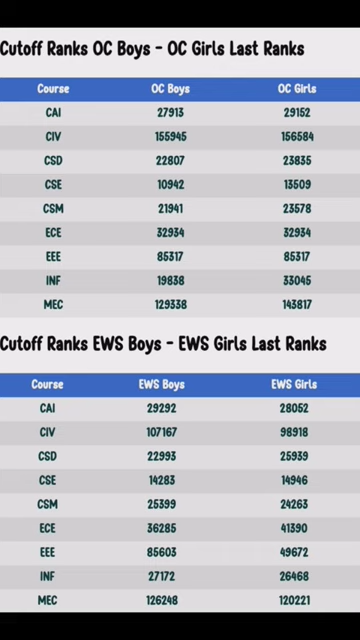 Cutoff Ranks OC Boys - OC Girls Last Ranks
Course OC Boys OC Girls
CAI 27913 29152
CIV 155945 156584
CSD 22807 23835
CSE 10942 13509
CSM 21941 23578
ECE 32934 32934
EEE 85317 85317
INF 19838 33045
MEC 129338 143817
Cutoff Ranks EWS Boys - EWS Girls Last Ranks
Course EWS Boys EWS Girls
CAI 29292 28052
CIV 107167 98918
CSD 22993 25939
CSE 14283 14946
CSM 25399 24263
ECE 36285 41390
EEE 85603 49672
INF 27172 26468
MEC 126248 120221